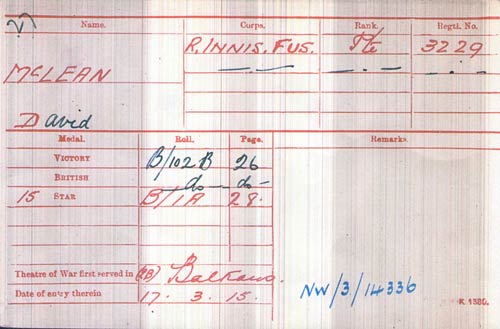 Name. Corps. Rank. Regtl. No.
McLEAN R. INNIS. FUS. Pte 3229
David
Medal. Roll. Page. Remarks.
VICTORY B/102 B 26
BRITISH do do
15 STAR B/1A 29.
Theatre of War first served in (2B) Balkans.
Date of entry therein 17. 3. 15. NW/3/14336
K 1380.